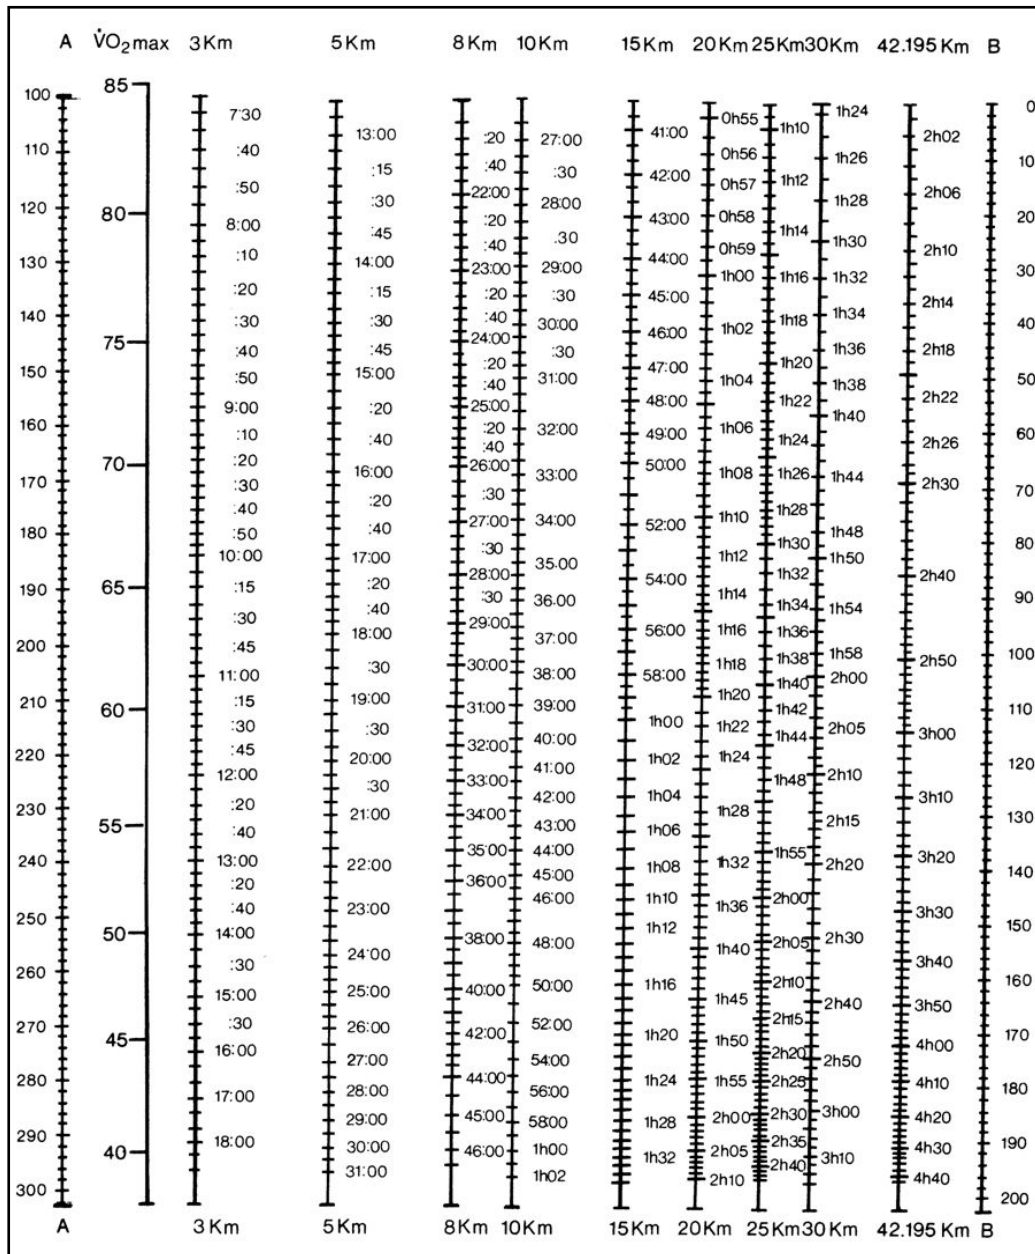 A VO₂max 3Km 5Km 8Km 10Km 15Km 20Km 25Km 30Km 42.195Km B
100
110
120
130
140
150
160
170
180
190
200
210
220
230
240
250
260
270
280
290
300
85
80
75
70
65
60
55
50
45
40
7:30
:40
:50
8:00
:10
:20
:30
:40
:50
9:00
:10
:20
:30
:40
:50
10:00
:15
:30
:45
11:00
:15
:30
:45
12:00
:20
:40
13:00
:20
:40
14:00
:30
15:00
:30
16:00
17:00
18:00
13:00
:15
:30
:45
14:00
:15
:30
:45
15:00
:20
:40
16:00
:20
:40
17:00
:20
:40
18:00
:30
19:00
:30
20:00
:30
21:00
22:00
23:00
24:00
25:00
26:00
27:00
28:00
29:00
30:00
31:00
:20
:40
22:00
:20
:40
23:00
:20
:40
24:00
:20
:40
25:00
:20
:40
26:00
:30
27:00
:30
28:00
:30
29:00
30:00
31:00
32:00
33:00
34:00
35:00
36:00
38:00
40:00
42:00
44:00
45:00
46:00
27:00
:30
28:00
.30
29:00
:30
30:00
:30
31:00
32:00
33:00
34:00
35:00
36:00
37:00
38:00
39:00
40:00
41:00
42:00
43:00
44:00
45:00
46:00
48:00
50:00
52:00
54:00
56:00
58:00
1h00
1h02
41:00
42:00
43:00
44:00
45:00
46:00
47:00
48:00
49:00
50:00
52:00
54:00
56:00
58:00
1h00
1h02
1h04
1h06
1h08
1h10
1h12
1h16
1h20
1h24
1h28
1h32
0h55
0h56
0h57
0h58
0h59
1h00
1h02
1h04
1h06
1h08
1h10
1h12
1h14
1h16
1h18
1h20
1h22
1h24
1h28
1h32
1h36
1h40
1h45
1h50
1h55
2h00
2h05
2h10
1h10
1h12
1h14
1h16
1h18
1h20
1h22
1h24
1h26
1h28
1h30
1h32
1h34
1h36
1h38
1h40
1h42
1h44
1h48
1h55
2h00
2h05
2h10
2h15
2h20
2h25
2h30
2h35
2h40
1h24
1h26
1h28
1h30
1h32
1h34
1h36
1h38
1h40
1h44
1h48
1h50
1h54
1h58
2h00
2h05
2h10
2h15
2h20
2h30
2h40
2h50
3h00
3h10
2h02
2h06
2h10
2h14
2h18
2h22
2h26
2h30
2h40
2h50
3h00
3h10
3h20
3h30
3h40
3h50
4h00
4h10
4h20
4h30
4h40
0
10
20
30
40
50
60
70
80
90
100
110
120
130
140
150
160
170
180
190
200
A 3Km 5Km 8Km 10Km 15Km 20Km 25Km 30Km 42.195 Km B